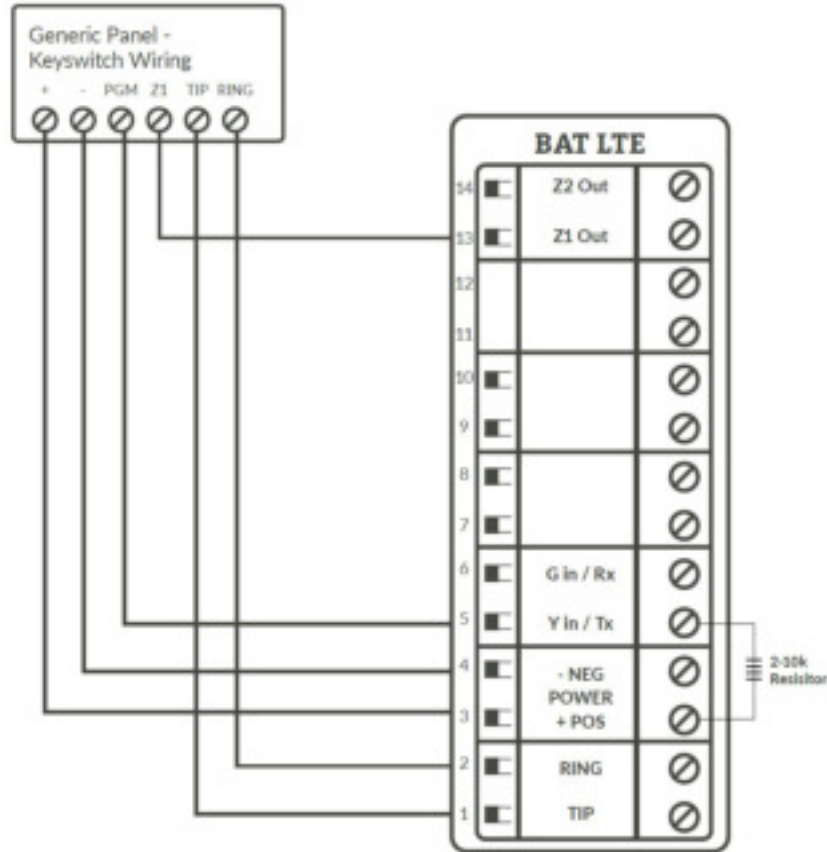 Generic Panel -
Keyswitch Wiring
+ - PGM Z1 TIP RING
BAT LTE
14 Z2 Out
13 Z1 Out
12
11
10
9
8
7
6 G in / Rx
5 Y in / Tx
4 - NEG
POWER
3 + POS
2 RING
1 TIP
2-10k
Resisitor